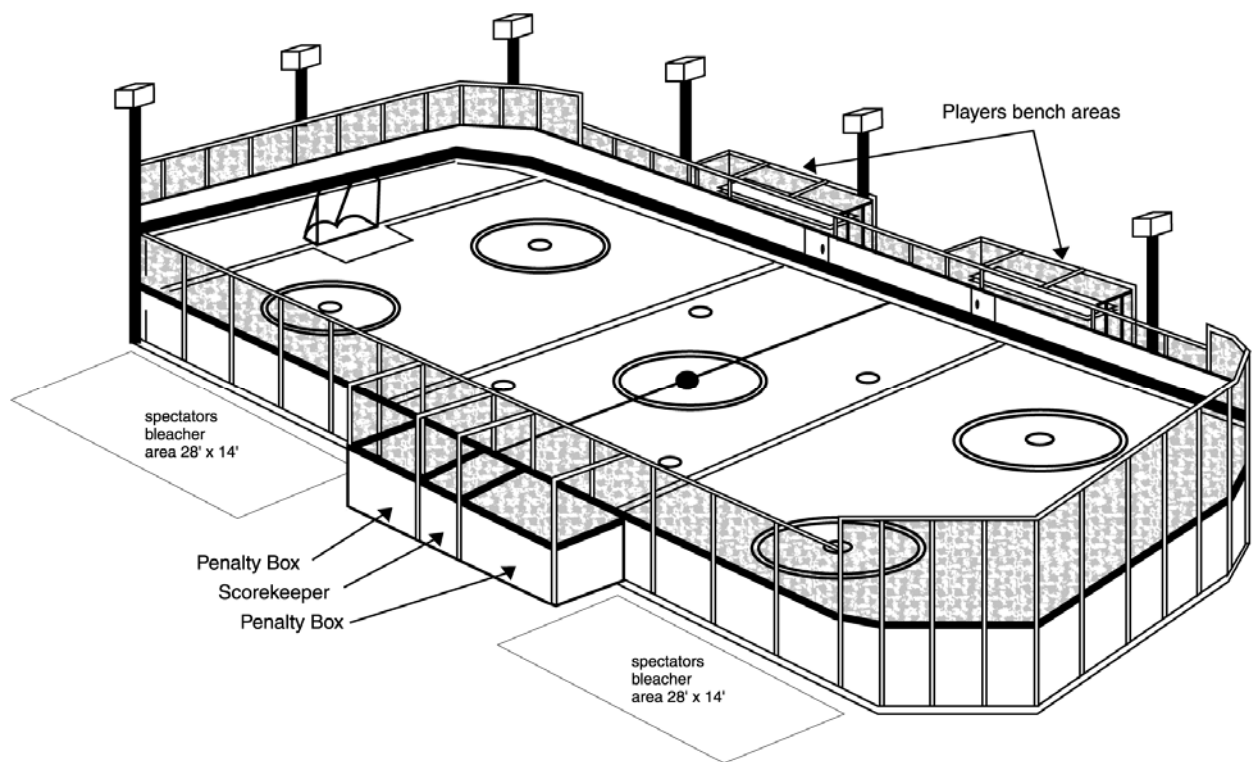 Players bench areas
spectators
bleacher
area 28' x 14'
Penalty Box
Scorekeeper
Penalty Box
spectators
bleacher
area 28' x 14'